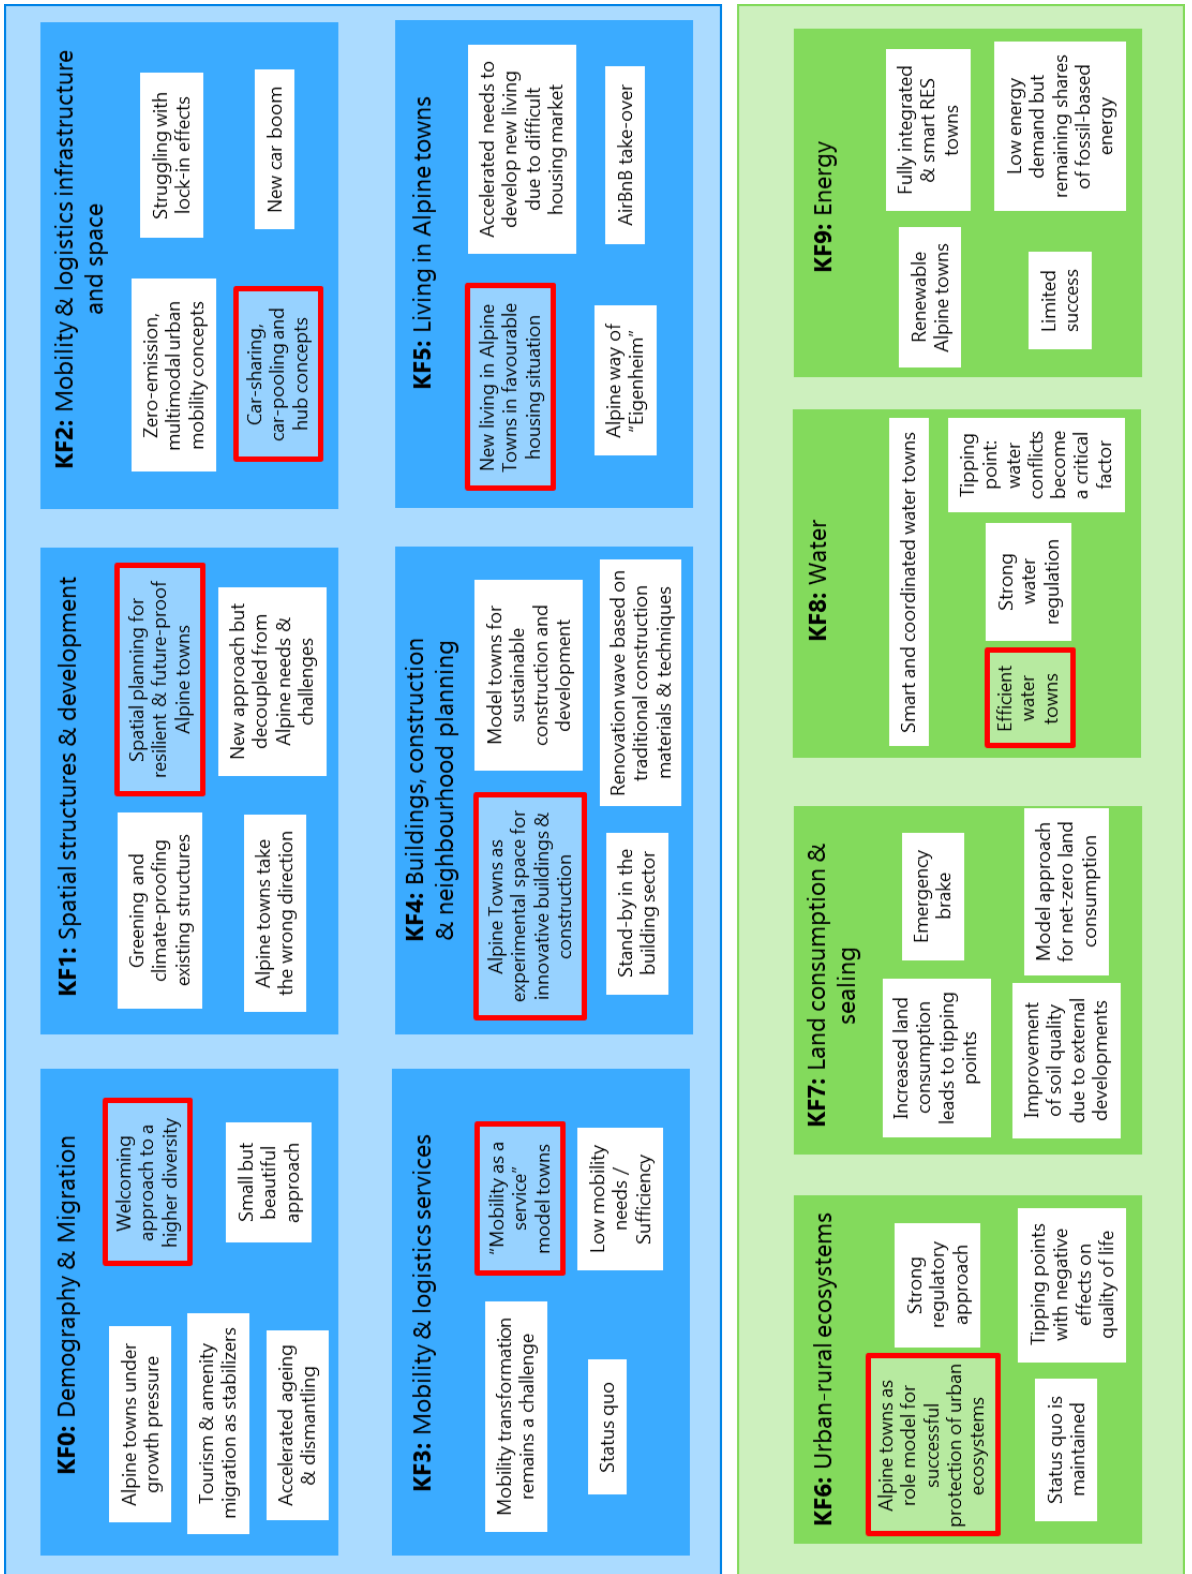 KF0: Demography & Migration
Alpine towns under
growth pressure
Welcoming
approach to a
higher diversity
Tourism & amenity
migration as stabilizers
Small but
beautiful
approach
Accelerated ageing
& dismantling
KF1: Spatial structures & development
Greening and
climate-proofing
existing structures
Spatial planning for
resilient & future-proof
Alpine towns
Alpine towns take
the wrong direction
New approach but
decoupled from
Alpine needs &
challenges
KF2: Mobility & logistics infrastructure
and space
Zero-emission,
multimodal urban
mobility concepts
Struggling with
lock-in effects
Car-sharing,
car-pooling and
hub concepts
New car boom
KF3: Mobility & logistics services
Mobility transformation
remains a challenge
"Mobility as a
service"
model towns
Status quo
Low mobility
needs /
Sufficiency
KF4: Buildings, construction
& neighbourhood planning
Alpine Towns as
experimental space for
innovative buildings &
construction
Model towns for
sustainable
construction and
development
Stand-by in the
building sector
Renovation wave based on
traditional construction
materials & techniques
KF5: Living in Alpine towns
New living in Alpine
Towns in favourable
housing situation
Accelerated needs to
develop new living
due to difficult
housing market
Alpine way of
"Eigenheim"
AirBnB take-over
KF6: Urban-rural ecosystems
Alpine towns as
role model for
successful
protection of urban
ecosystems
Strong
regulatory
approach
Status quo is
maintained
Tipping points
with negative
effects on
quality of life
KF7: Land consumption &
sealing
Increased land
consumption
leads to tipping
points
Emergency
brake
Improvement
of soil quality
due to external
developments
Model approach
for net-zero land
consumption
KF8: Water
Smart and coordinated water towns
Efficient
water
towns
Strong
water
regulation
Tipping
point:
water
conflicts
become
a critical
factor
KF9: Energy
Renewable
Alpine towns
Fully integrated
& smart RES
towns
Limited
success
Low energy
demand but
remaining shares
of fossil-based
energy